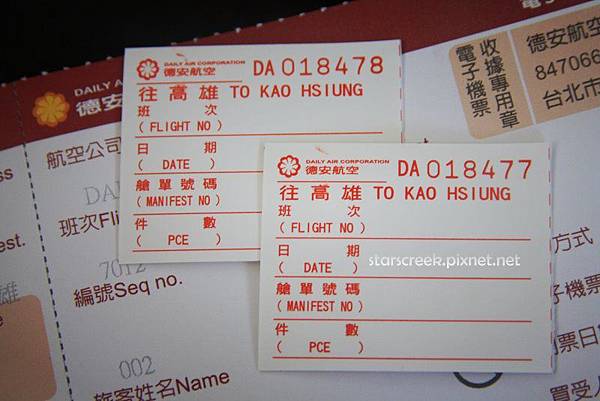 DAILY AIR CORPORATION
德安航空 DA 018478
往高雄 TO KAO HSIUNG
班 次
( FLIGHT NO )
日 期
( DATE )
艙單號碼
( MANIFEST NO )
件 數
( PCE )
DAILY AIR CORPORATION
德安航空 DA 018477
往高雄 TO KAO HSIUNG
班 次
( FLIGHT NO )
日 期
( DATE )
艙單號碼
( MANIFEST NO )
件 數
( PCE )
starscreek.pixnet.net
DAILY
德安
航空公司
DA
班次Fli
7012
編號Seq no.
002
旅客姓名Name
est.
雄
電子機票
收據專用章
德安航空
847066
台北市
方式
子機票
票日
買受人